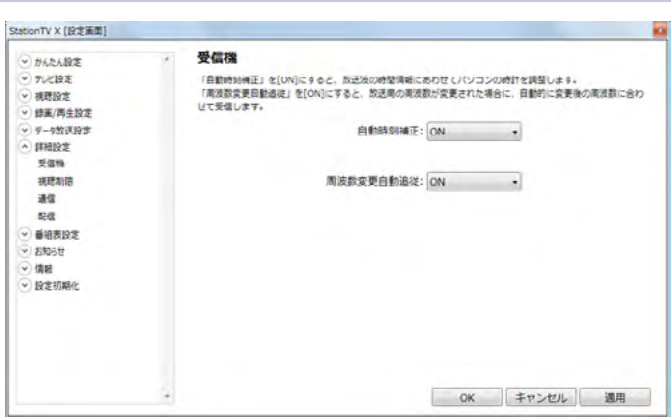 StationTV X [設定画面]
かんたん設定
テレビ設定
視聴設定
録画/再生設定
データ放送設定
詳細設定
受信機
視聴制限
通信
配信
番組表設定
お知らせ
情報
設定初期化
受信機
「自動時刻補正」を[ON]にすると、放送波の時間情報にあわせてパソコンの時計を調整します。
「周波数変更自動追従」を[ON]にすると、放送局の周波数が変更された場合に、自動的に変更後の周波数に合わ
せて受信します。
自動時刻補正: ON
周波数変更自動追従: ON
OK キャンセル 適用